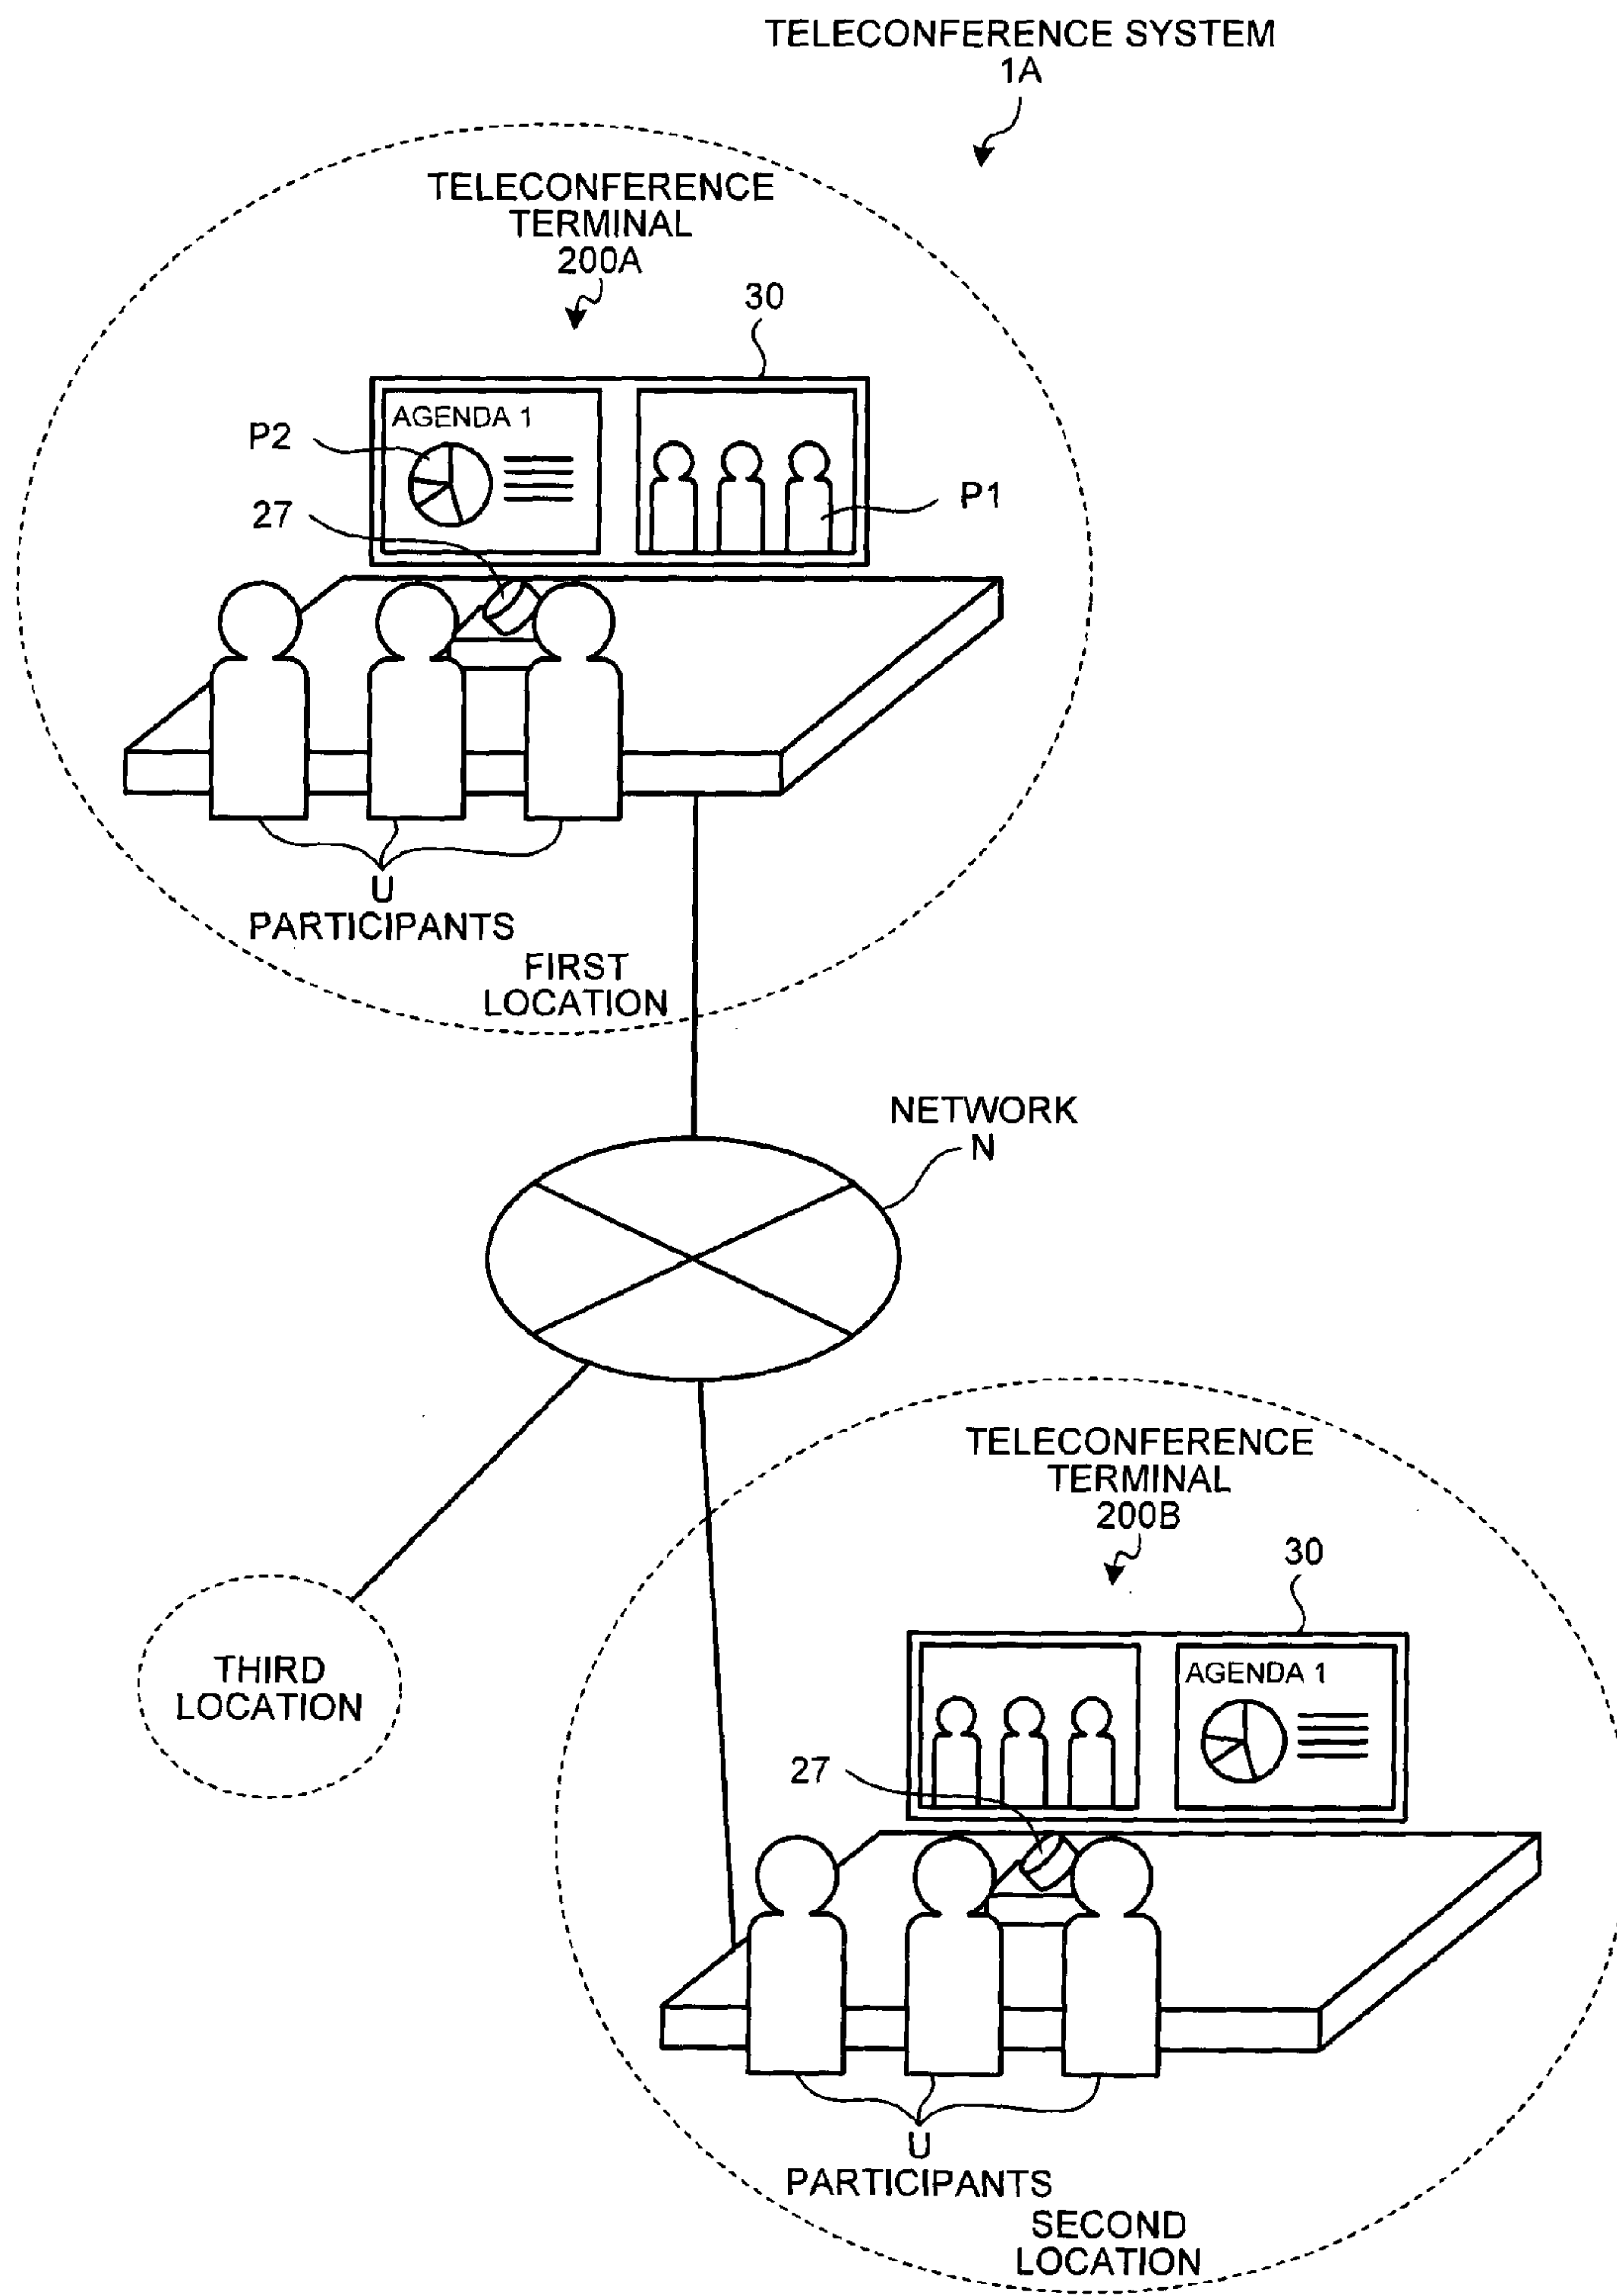 TELECONFERENCE SYSTEM
1A
TELECONFERENCE
TERMINAL
200A
30
AGENDA 1
P2
P1
27
U
PARTICIPANTS
FIRST
LOCATION
NETWORK
N
TELECONFERENCE
TERMINAL
200B
30
THIRD
LOCATION
AGENDA 1
27
U
PARTICIPANTS
SECOND
LOCATION